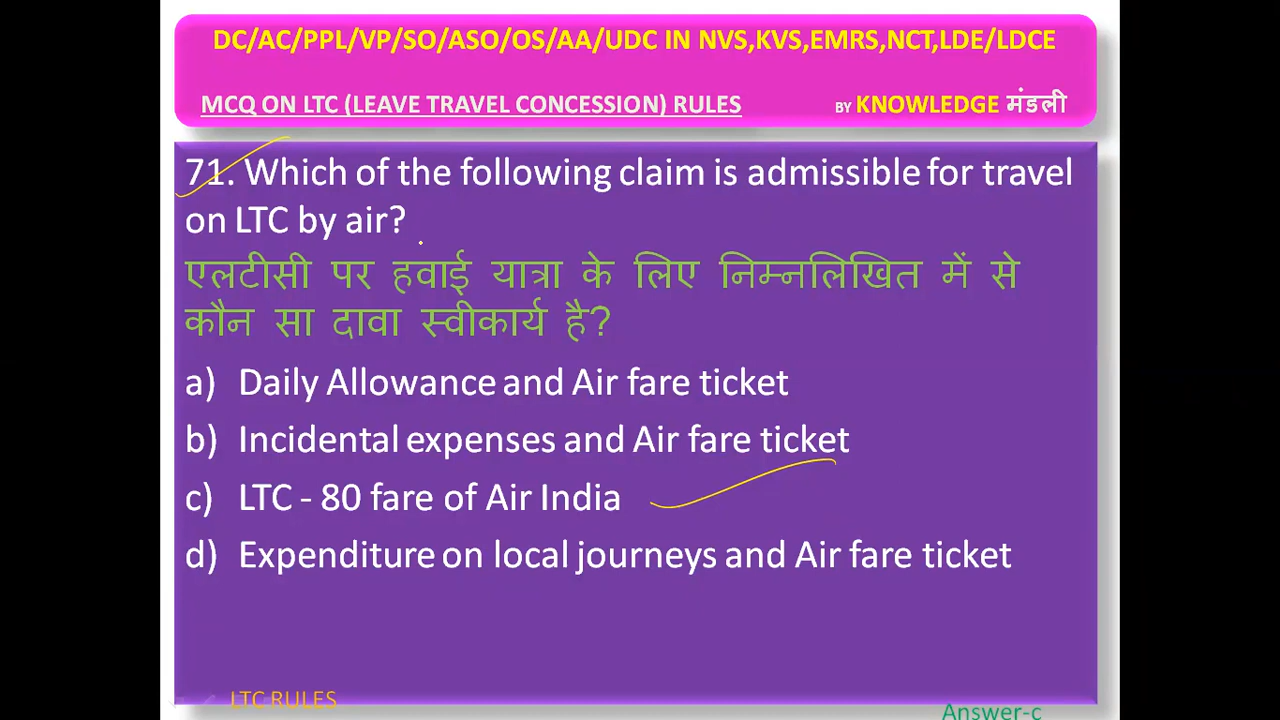 DC/AC/PPL/VP/SO/ASO/OS/AA/UDC IN NVS,KVS,EMRS,NCT,LDE/LDCE
MCQ ON LTC (LEAVE TRAVEL CONCESSION) RULES BY KNOWLEDGE मंडली
71. Which of the following claim is admissible for travel
on LTC by air?
एलटीसी पर हवाई यात्रा के लिए निम्नलिखित में से
कौन सा दावा स्वीकार्य है?
a) Daily Allowance and Air fare ticket
b) Incidental expenses and Air fare ticket
c) LTC - 80 fare of Air India
d) Expenditure on local journeys and Air fare ticket
LTC RULES
Answer-c